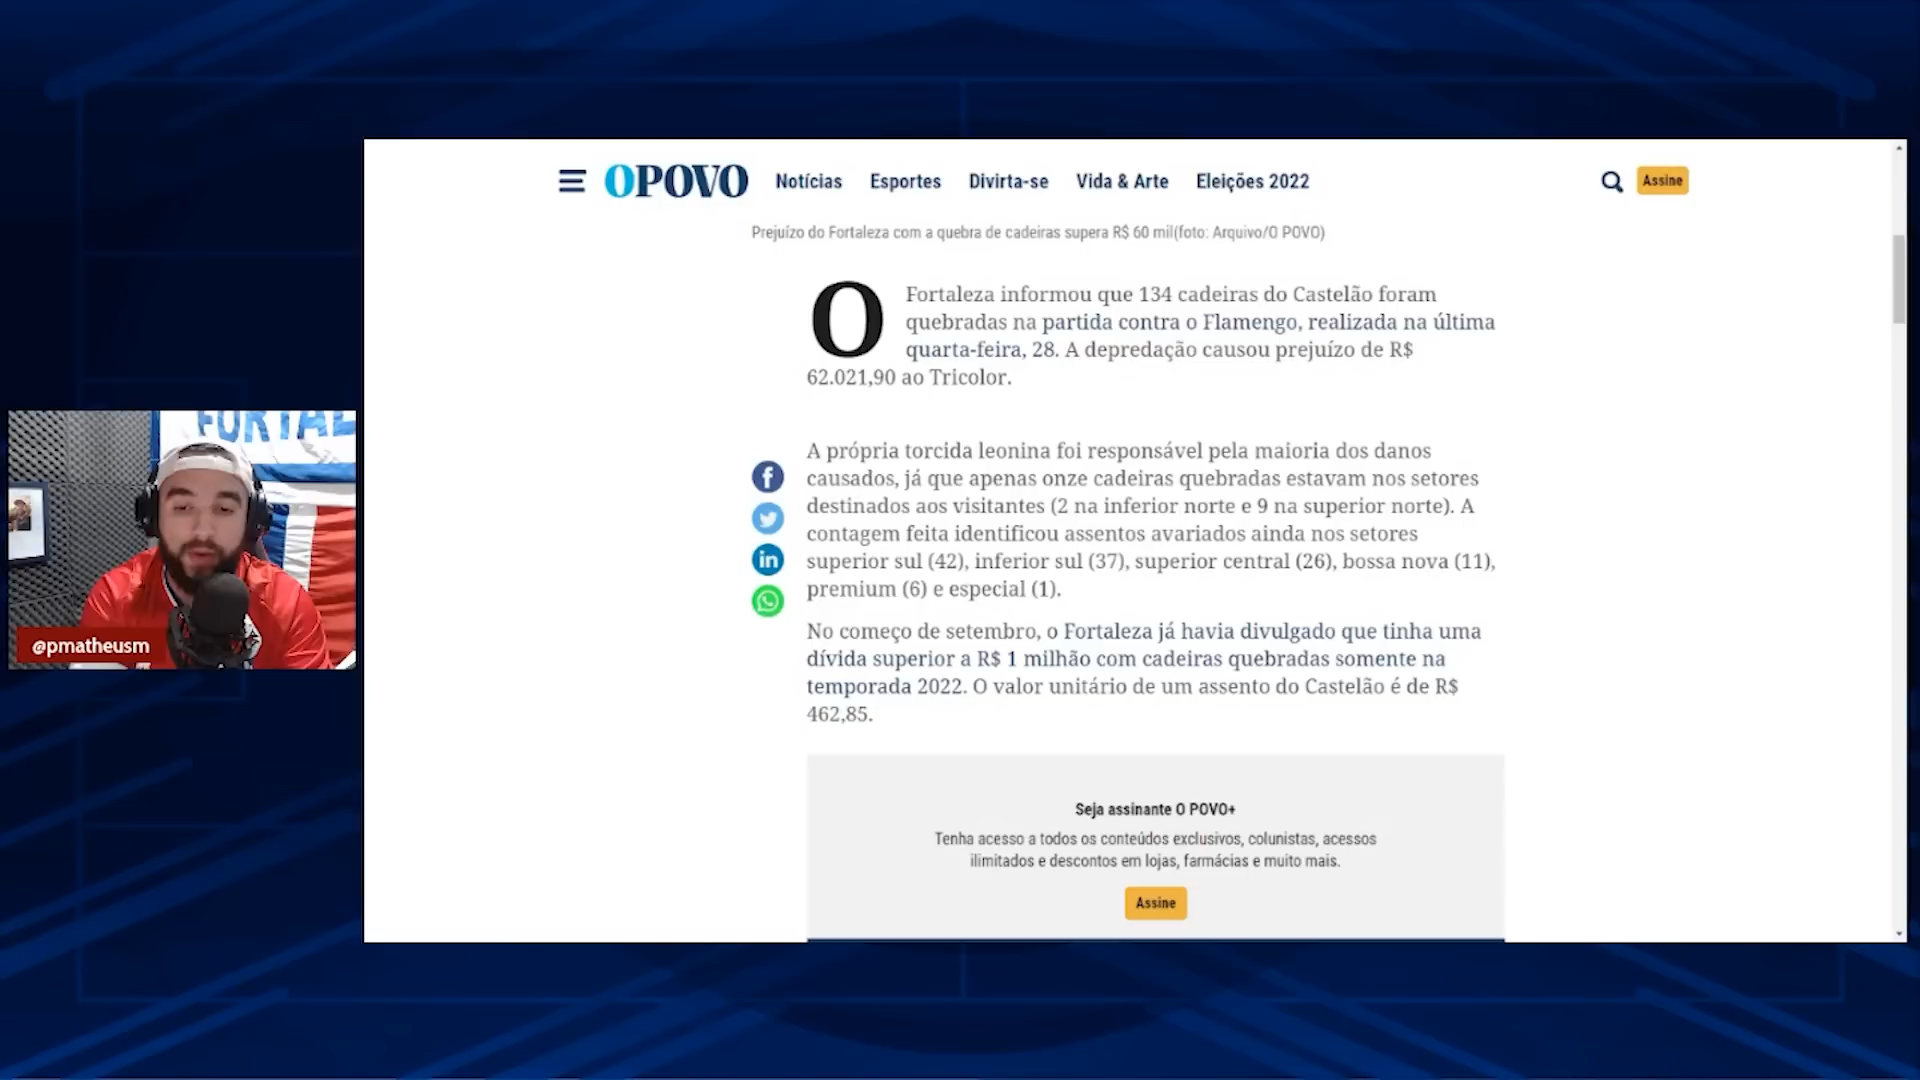 OPOVO
Notícias
Esportes
Divirta-se
Vida & Arte
Eleições 2022
Assine
Prejuízo do Fortaleza com a quebra de cadeiras supera R$ 60 mil(foto: Arquivo/O POVO)
O Fortaleza informou que 134 cadeiras do Castelão foram
quebradas na partida contra o Flamengo, realizada na última
quarta-feira, 28. A depredação causou prejuízo de R$
62.021,90 ao Tricolor.
A própria torcida leonina foi responsável pela maioria dos danos
causados, já que apenas onze cadeiras quebradas estavam nos setores
destinados aos visitantes (2 na inferior norte e 9 na superior norte). A
contagem feita identificou assentos avariados ainda nos setores
superior sul (42), inferior sul (37), superior central (26), bossa nova (11),
premium (6) e especial (1).
No começo de setembro, o Fortaleza já havia divulgado que tinha uma
dívida superior a R$ 1 milhão com cadeiras quebradas somente na
temporada 2022. O valor unitário de um assento do Castelão é de R$
462,85.
Seja assinante O POVO+
Tenha acesso a todos os conteúdos exclusivos, colunistas, acessos
ilimitados e descontos em lojas, farmácias e muito mais.
Assine
FORTAL
@pmatheusm